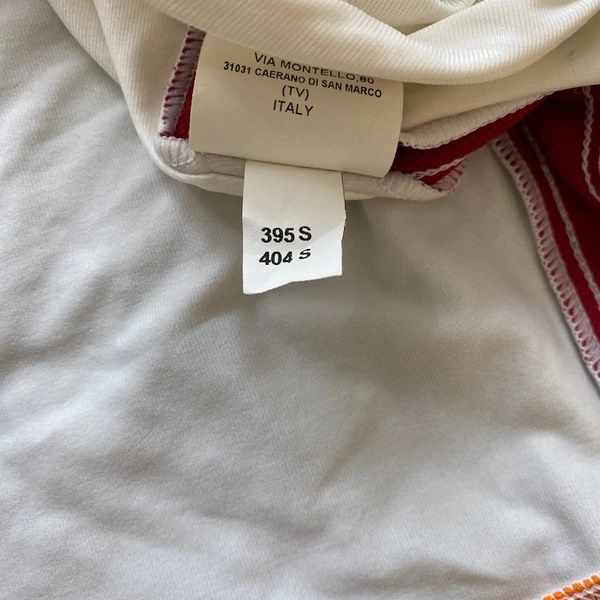 VIA MONTELLO,80
31031 CAERANO DI SAN MARCO
(TV)
ITALY
395 S
404 S